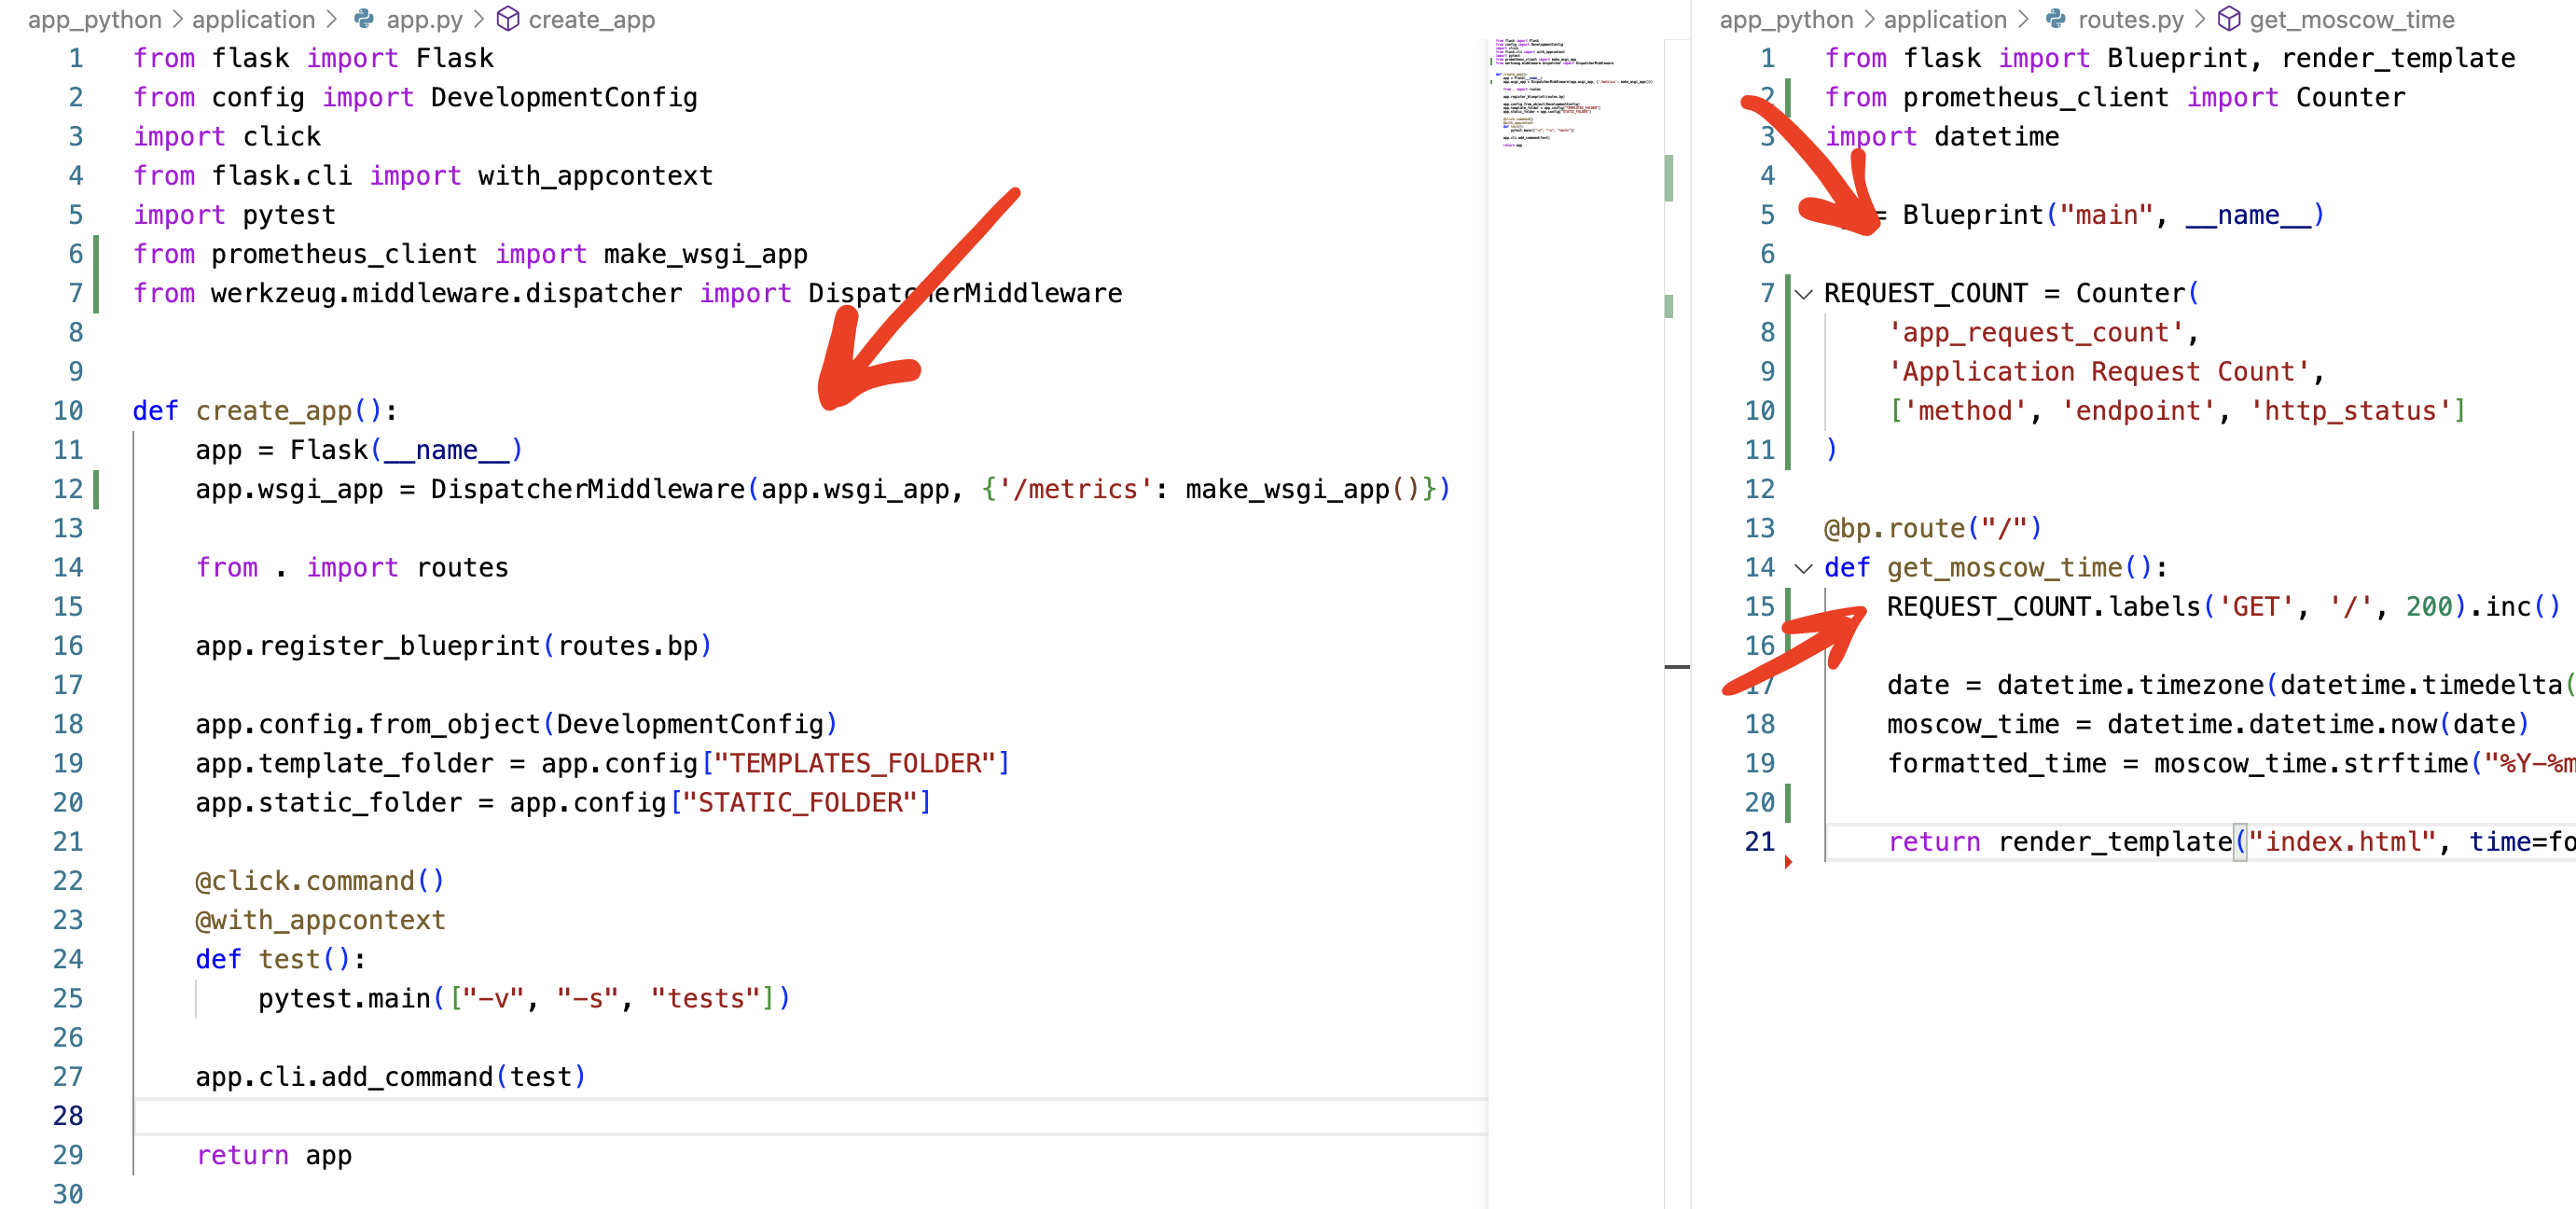 app_python > application > app.py > create_app
1 from flask import Flask
2 from config import DevelopmentConfig
3 import click
4 from flask.cli import with_appcontext
5 import pytest
6 from prometheus_client import make_wsgi_app
7 from werkzeug.middleware.dispatcher import DispatcherMiddleware
8
9
10 def create_app():
11 app = Flask(__name__)
12 app.wsgi_app = DispatcherMiddleware(app.wsgi_app, {'/metrics': make_wsgi_app()})
13
14 from . import routes
15
16 app.register_blueprint(routes.bp)
17
18 app.config.from_object(DevelopmentConfig)
19 app.template_folder = app.config["TEMPLATES_FOLDER"]
20 app.static_folder = app.config["STATIC_FOLDER"]
21
22 @click.command()
23 @with_appcontext
24 def test():
25 pytest.main(["-v", "-s", "tests"])
26
27 app.cli.add_command(test)
28
29 return app
30
app_python > application > routes.py > get_moscow_time
1 from flask import Blueprint, render_template
2 from prometheus_client import Counter
3 import datetime
4
5 = Blueprint("main", __name__)
6
7 REQUEST_COUNT = Counter(
8 'app_request_count',
9 'Application Request Count',
10 ['method', 'endpoint', 'http_status']
11 )
12
13 @bp.route("/")
14 def get_moscow_time():
15 REQUEST_COUNT.labels('GET', '/', 200).inc()
16
17 date = datetime.timezone(datetime.timedelta(
18 moscow_time = datetime.datetime.now(date)
19 formatted_time = moscow_time.strftime("%Y-%m
20
21 return render_template("index.html", time=fo